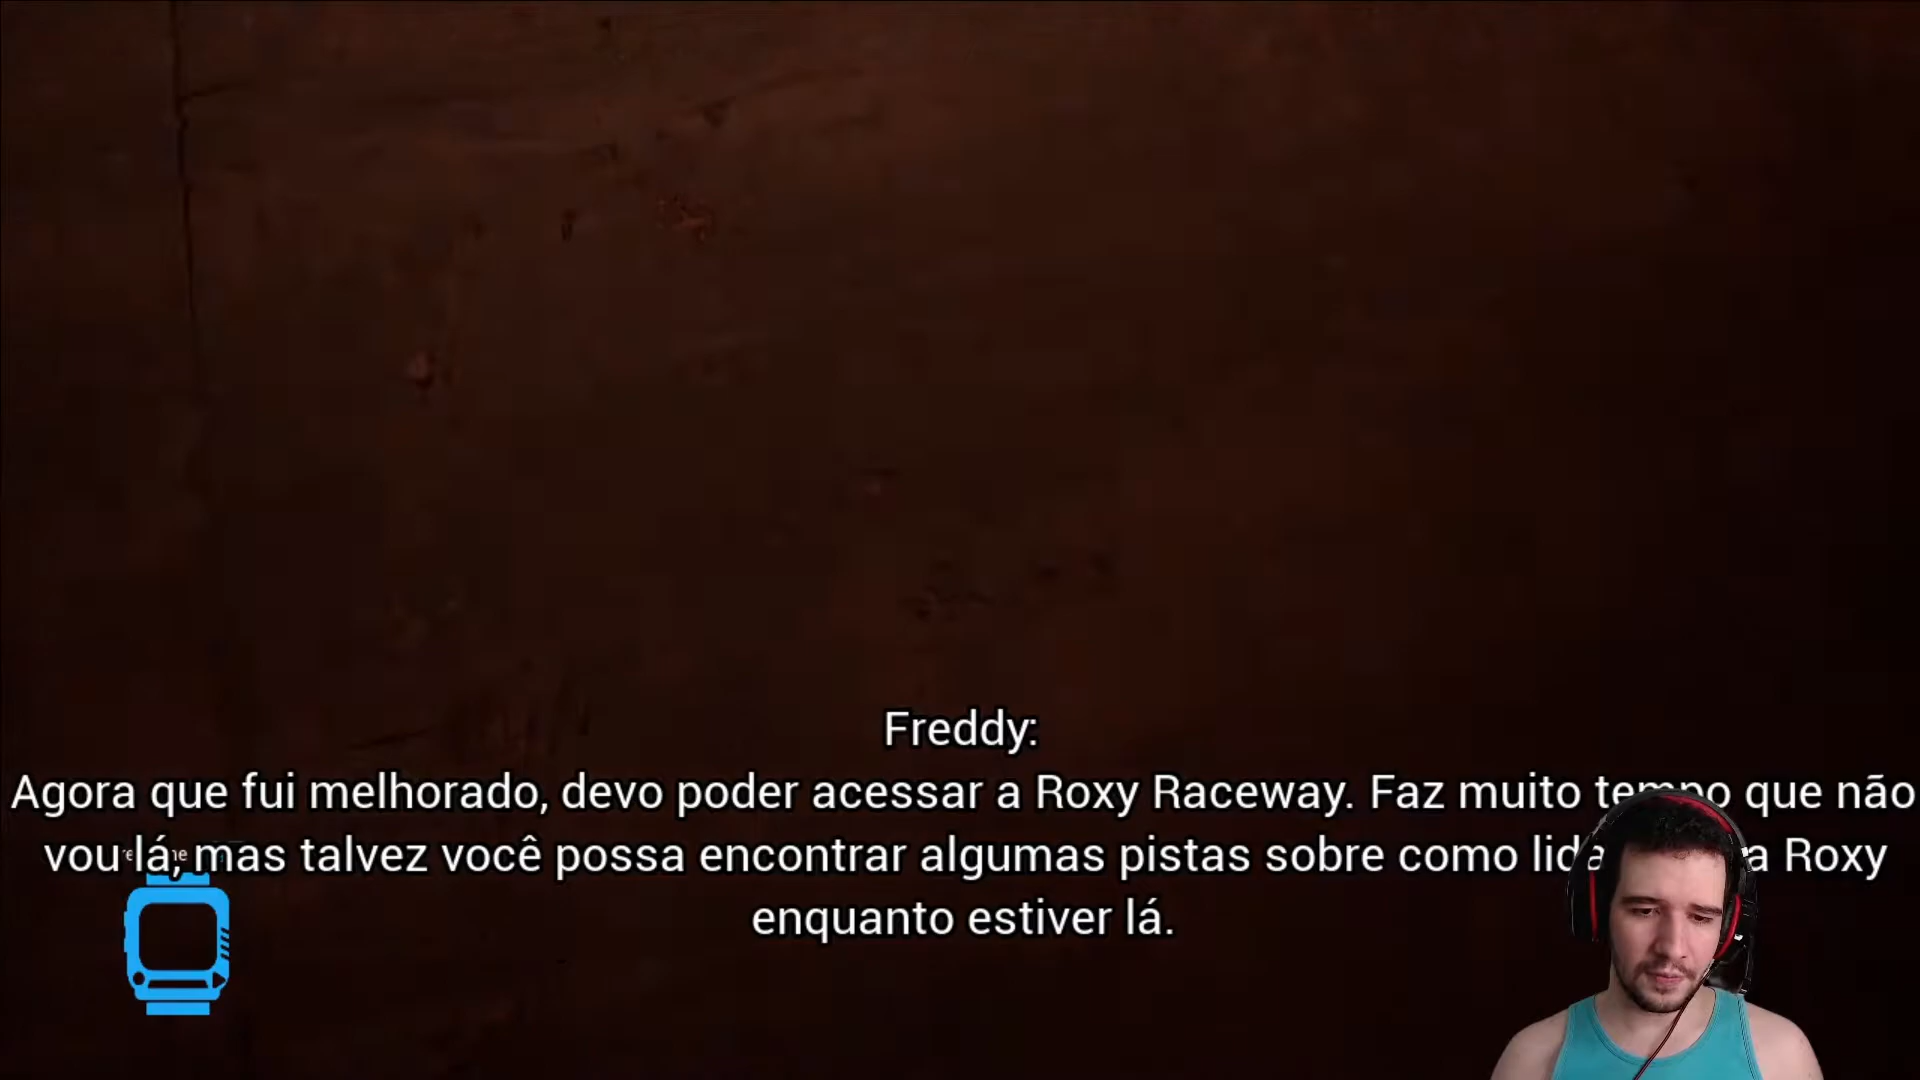 Freddy:
Agora que fui melhorado, devo poder acessar a Roxy Raceway. Faz muito tempo que não
vou lá, mas talvez você possa encontrar algumas pistas sobre como a Roxy
enquanto estiver lá.